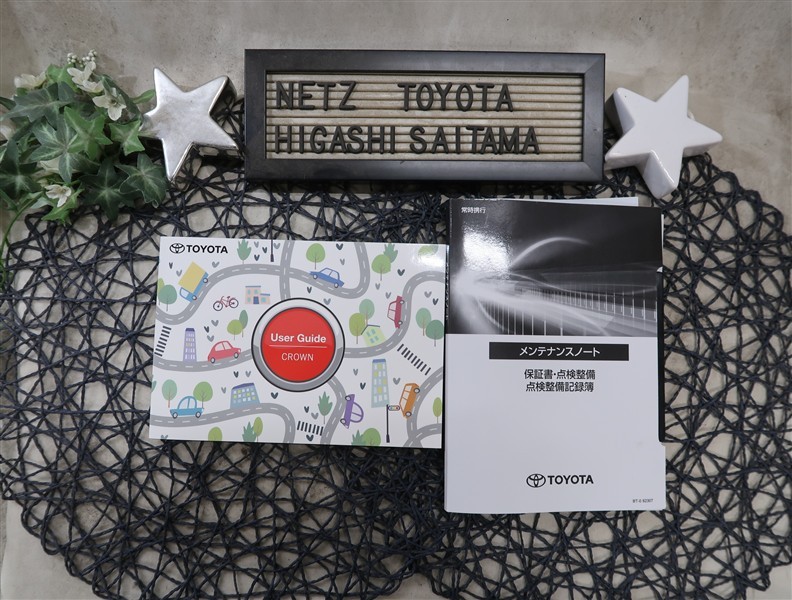 NETZ TOYOTA
HIGASHI SAITAMA
TOYOTA
User Guide
CROWN
常時携行
メンテナンスノート
保証書・点検整備
点検整備記録簿
TOYOTA